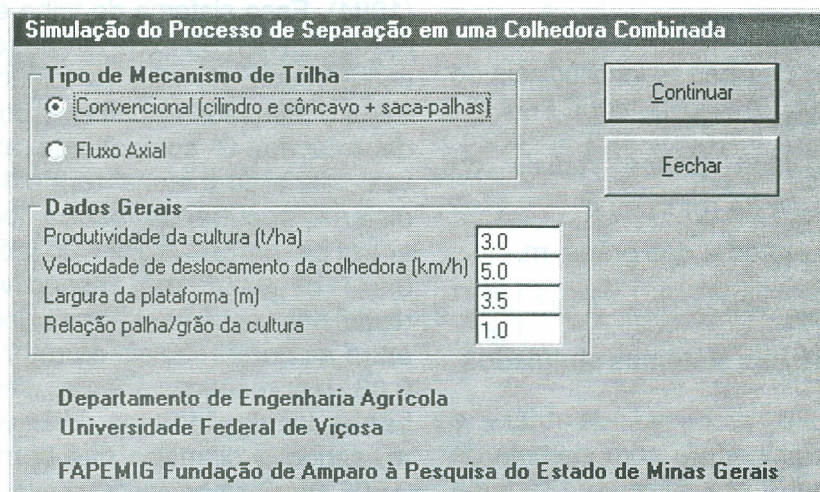 Simulação do Processo de Separação em uma Colhedora Combinada
Tipo de Mecanismo de Trilha
Convencional (cilindro e côncavo + saca-palhas)
Fluxo Axial
Continuar
Fechar
Dados Gerais
Produtividade da cultura (t/ha) 3.0
Velocidade de deslocamento da colhedora (km/h) 5.0
Largura da plataforma (m) 3.5
Relação palha/grão da cultura 1.0
Departamento de Engenharia Agrícola
Universidade Federal de Viçosa
FAPEMIG Fundação de Amparo à Pesquisa do Estado de Minas Gerais